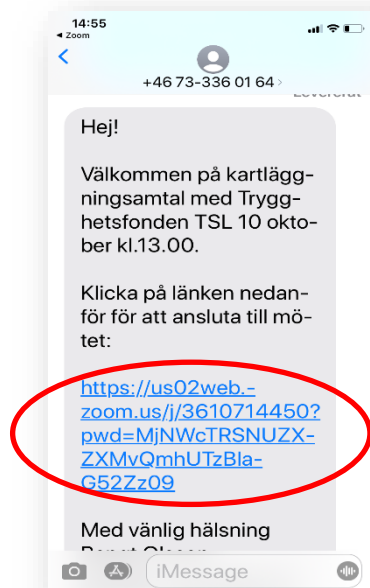 14:55
◀ Zoom
+46 73-336 01 64 >
Levererat
Hej!
Välkommen på kartlägg-
ningsamtal med Trygg-
hetsfonden TSL 10 okto-
ber kl.13.00.
Klicka på länken nedan-
för för att ansluta till mö-
tet:
https://us02web.-
zoom.us/j/3610714450?
pwd=MjNWcTRSNUZX-
ZXMvQmhUTzBla-
G52Zz09
Med vänlig hälsning
Bengt Olsson
iMessage